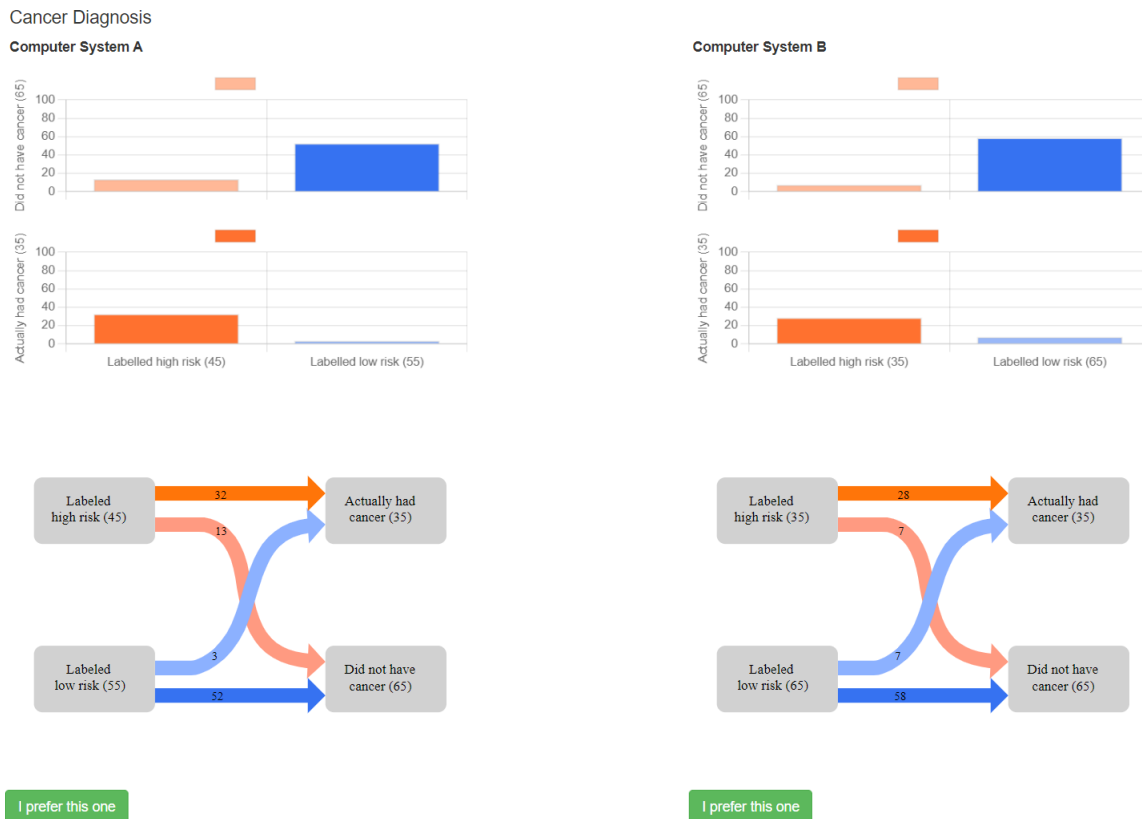 Cancer Diagnosis
Computer System A
Did not have cancer (65)
100
80
60
40
20
0
Actually had cancer (35)
100
80
60
40
20
0
Labelled high risk (45)
Labelled low risk (55)
Labeled
high risk (45)
32
13
Actually had
cancer (35)
Labeled
low risk (55)
3
52
Did not have
cancer (65)
I prefer this one
Computer System B
Did not have cancer (65)
100
80
60
40
20
0
Actually had cancer (35)
100
80
60
40
20
0
Labelled high risk (35)
Labelled low risk (65)
Labeled
high risk (35)
28
7
Actually had
cancer (35)
Labeled
low risk (65)
7
58
Did not have
cancer (65)
I prefer this one